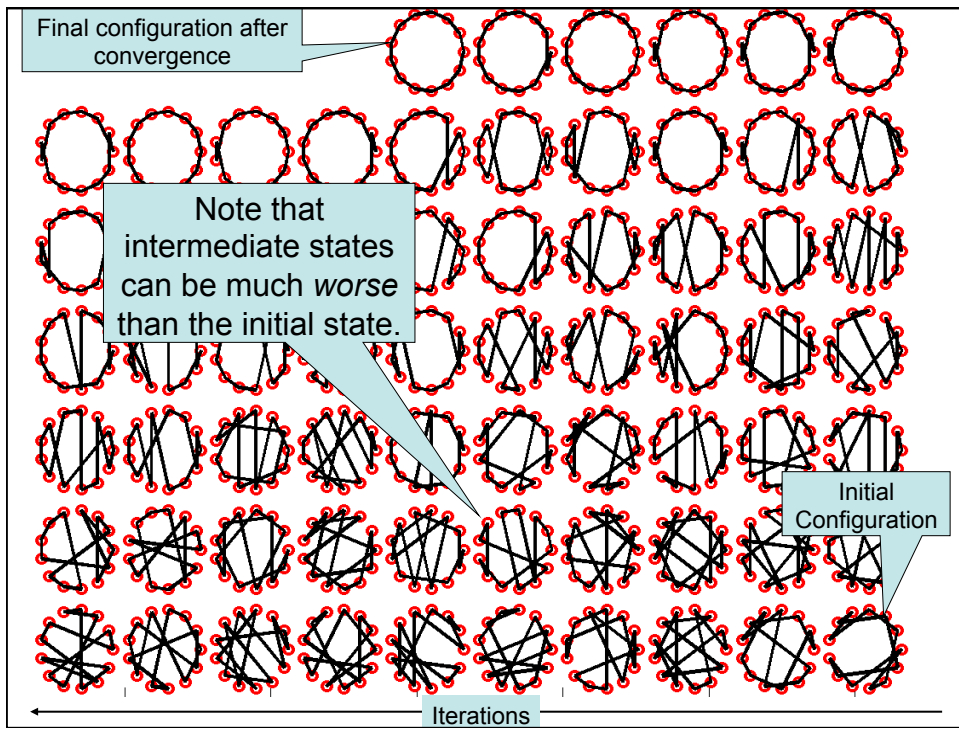 Final configuration after
convergence
Note that
intermediate states
can be much worse
than the initial state.
Initial
Configuration
Iterations